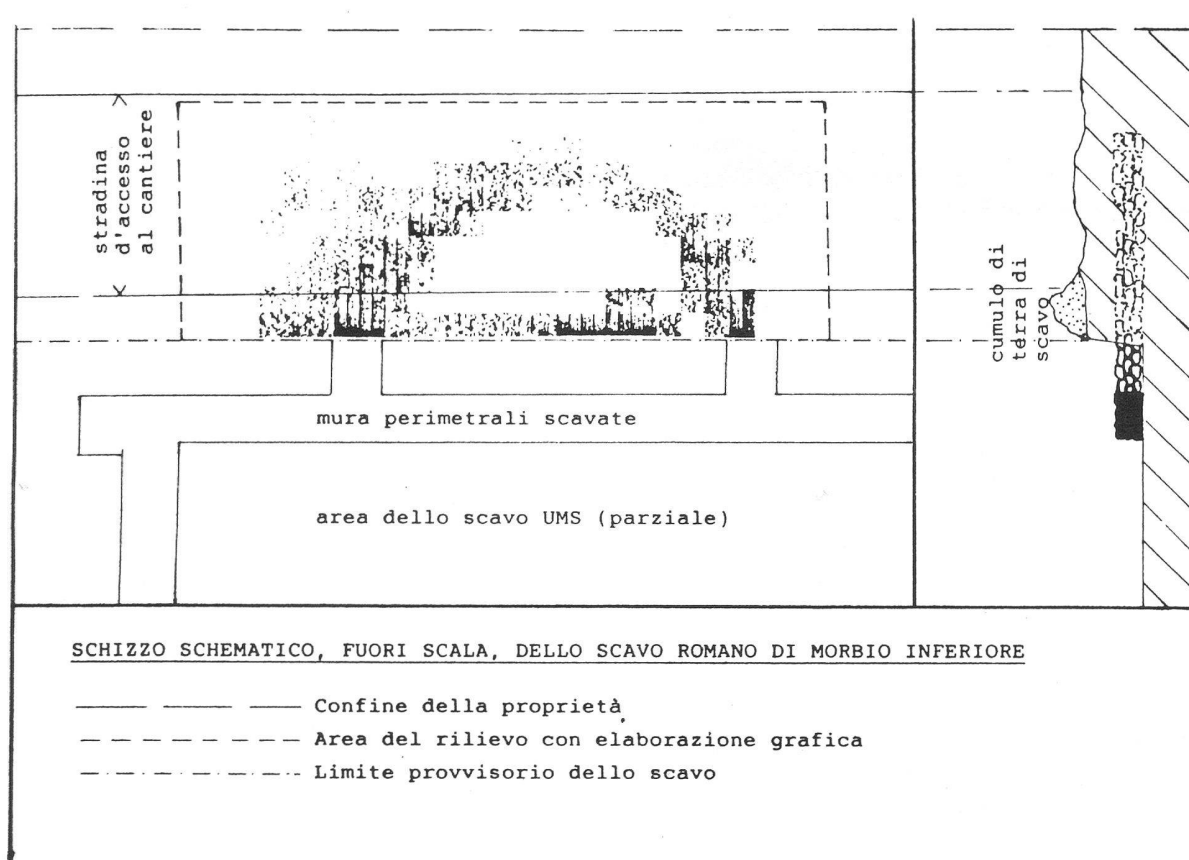 stradina
d'accesso
al cantiere
cumulo di
terra di
scavo
mura perimetrali scavate
area dello scavo UMS (parziale)
SCHIZZO SCHEMATICO, FUORI SCALA, DELLO SCAVO ROMANO DI MORBIO INFERIORE
Confine della proprietà
Area del rilievo con elaborazione grafica
Limite provvisorio dello scavo